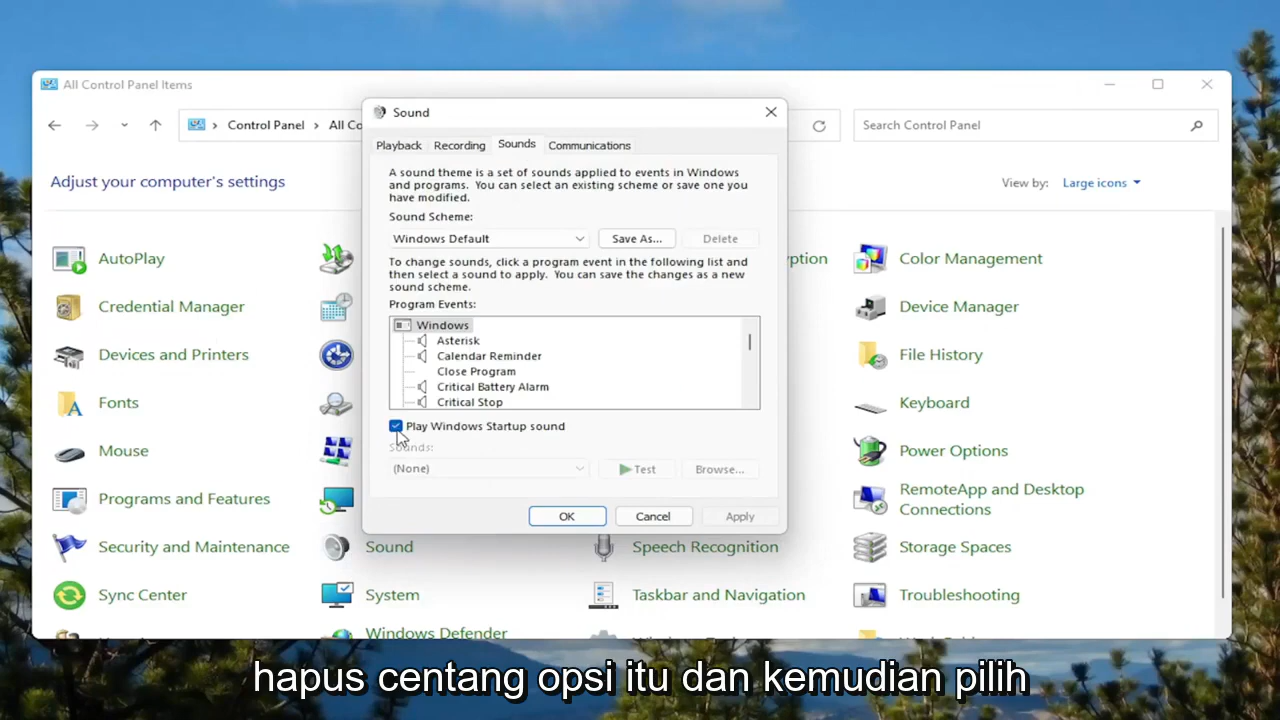 All Control Panel Items
Control Panel
All Co
Search Control Panel
Adjust your computer's settings
View by:
Large icons
Sound
Playback
Recording
Sounds
Communications
A sound theme is a set of sounds applied to events in Windows
and programs. You can select an existing scheme or save one you
have modified.
Sound Scheme:
Windows Default
Save As...
Delete
To change sounds, click a program event in the following list and
then select a sound to apply. You can save the changes as a new
sound scheme.
Program Events:
Windows
Asterisk
Calendar Reminder
Close Program
Critical Battery Alarm
Critical Stop
Play Windows Startup sound
Sounds:
(None)
Test
Browse...
OK
Cancel
Apply
AutoPlay
ption
Color Management
Credential Manager
Device Manager
Devices and Printers
File History
Fonts
Keyboard
Mouse
Power Options
Programs and Features
RemoteApp and Desktop
Connections
Security and Maintenance
Sound
Speech Recognition
Storage Spaces
Sync Center
System
Taskbar and Navigation
Troubleshooting
Windows Defender
hapus centang opsi itu dan kemudian pilih